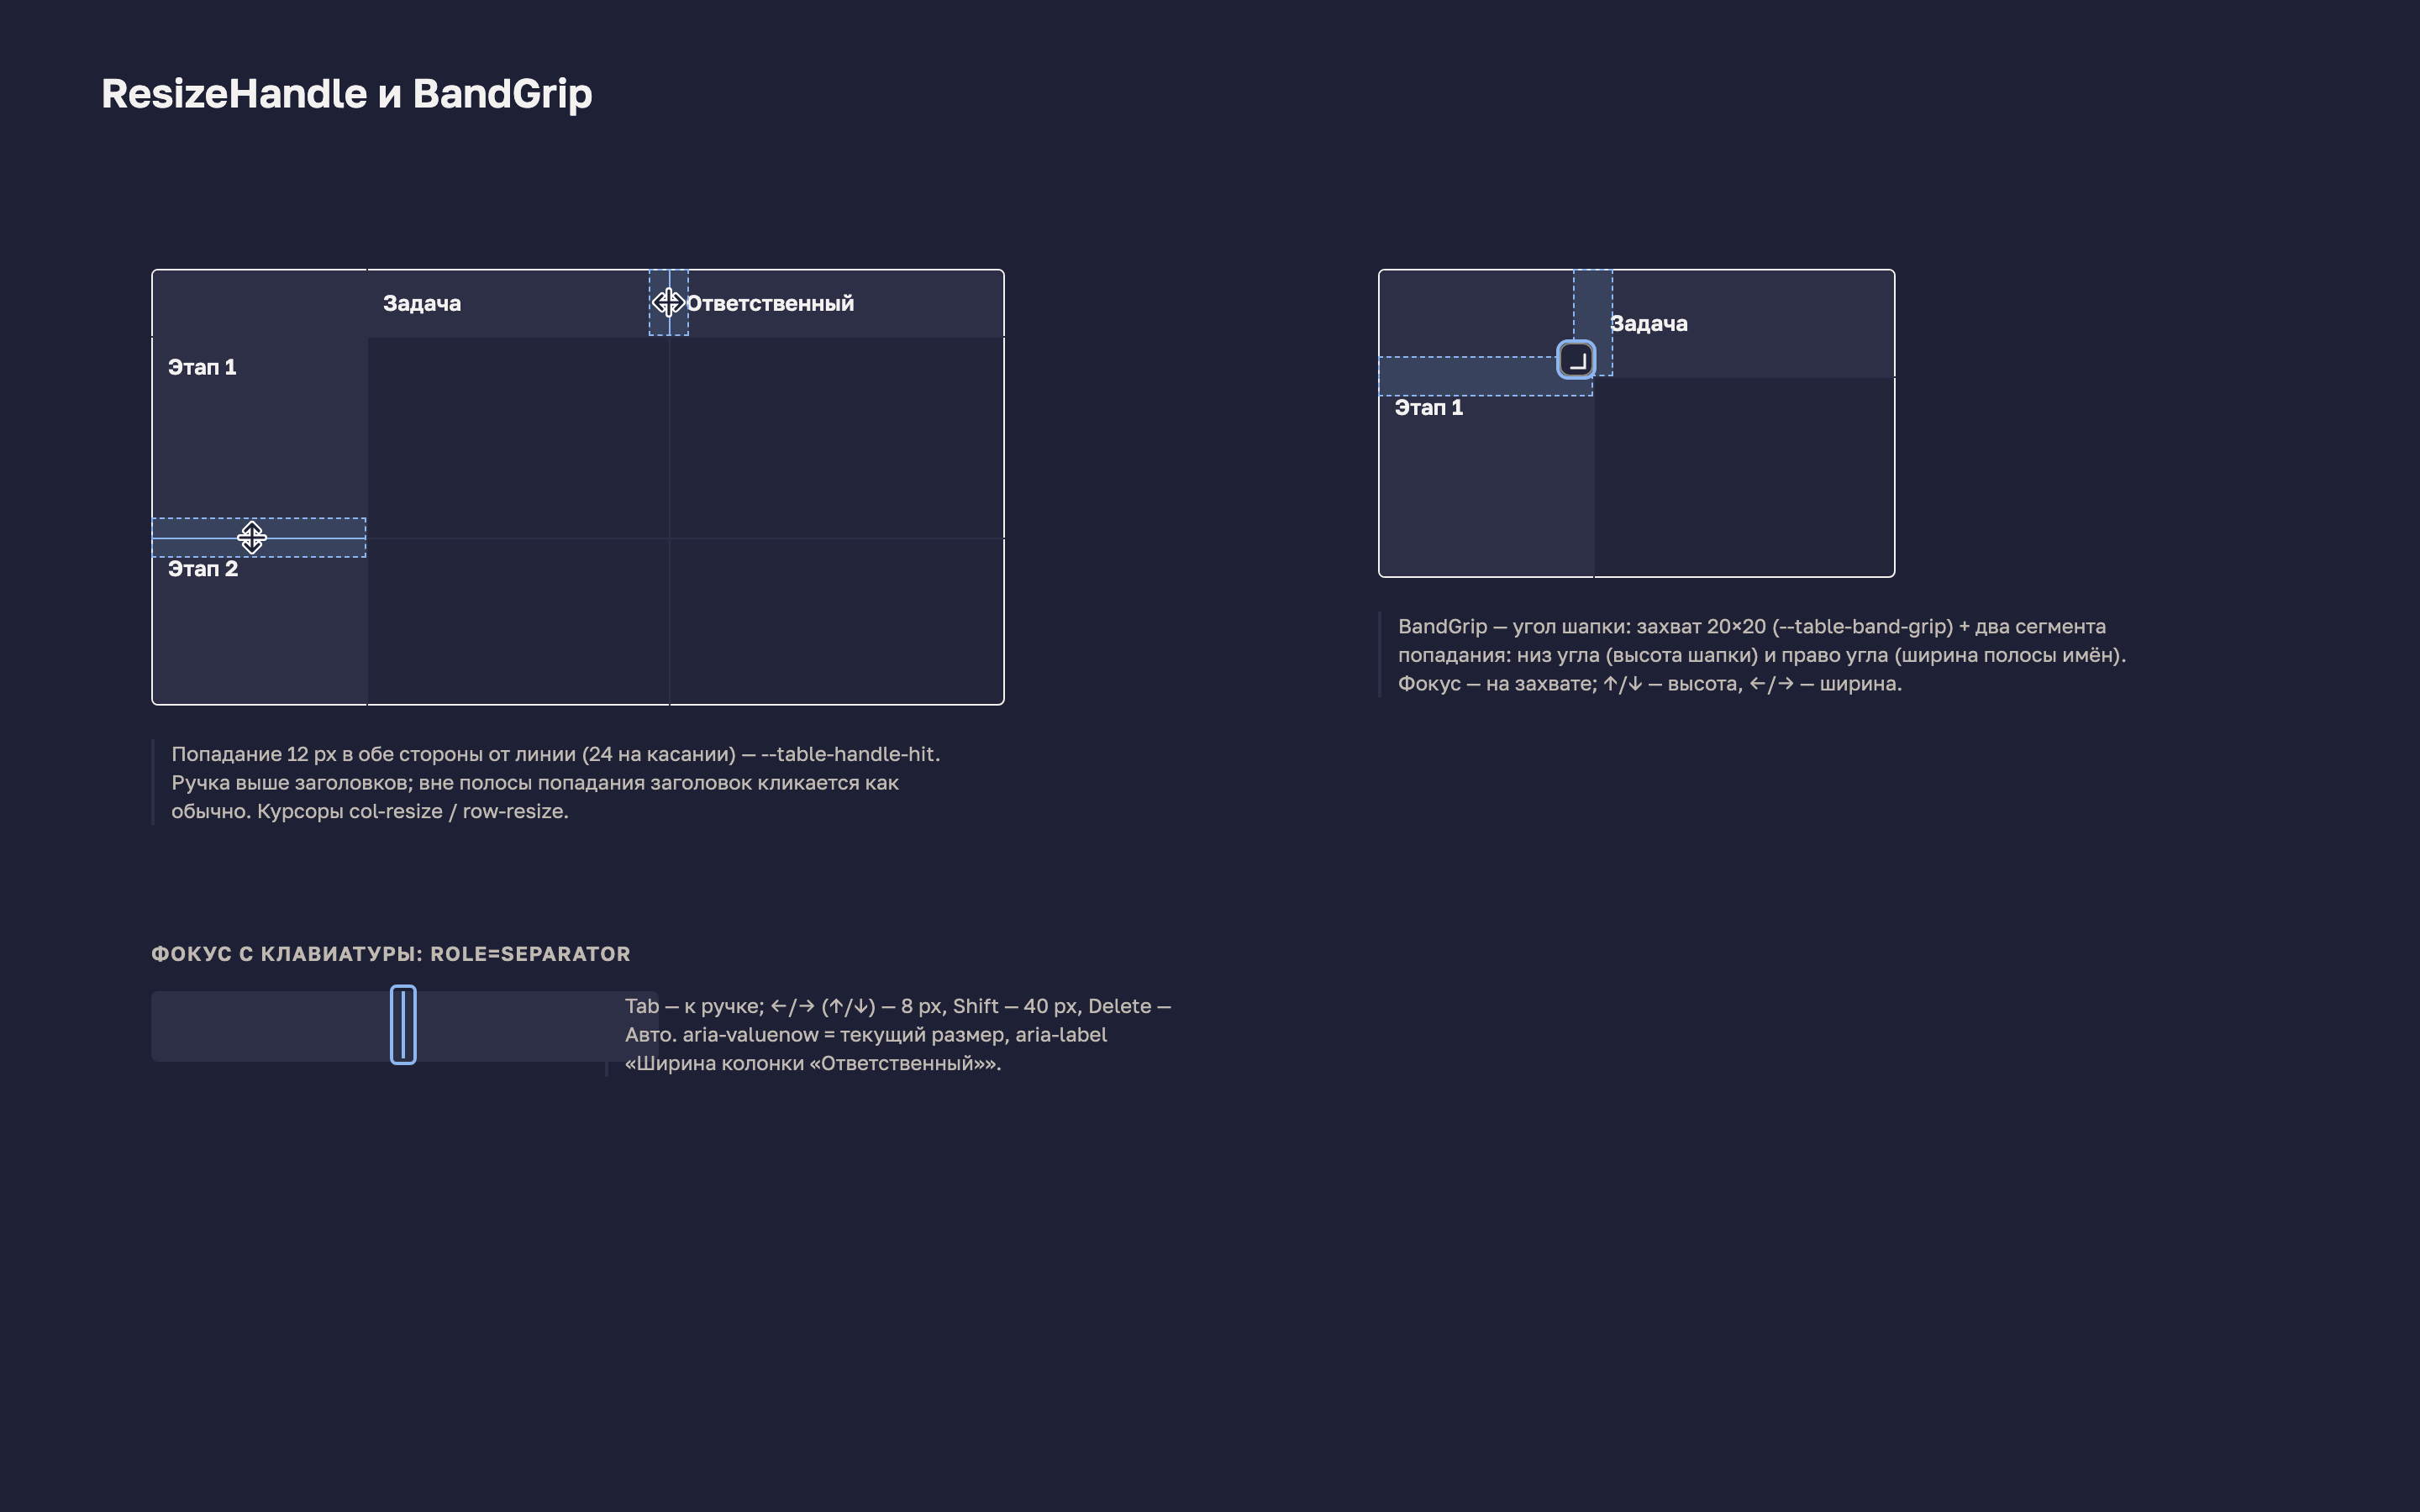 ResizeHandle и BandGrip
Задача
Ответственный
Этап 1
Этап 2
Попадание 12 px в обе стороны от линии (24 на касании) — --table-handle-hit.
Ручка выше заголовков; вне полосы попадания заголовок кликается как
обычно. Курсоры col-resize / row-resize.
Задача
Этап 1
BandGrip — угол шапки: захват 20×20 (--table-band-grip) + два сегмента
попадания: низ угла (высота шапки) и право угла (ширина полосы имён).
Фокус — на захвате; ↑/↓ — высота, ←/→ — ширина.
ФОКУС С КЛАВИАТУРЫ: ROLE=SEPARATOR
Tab — к ручке; ←/→ (↑/↓) — 8 px, Shift — 40 px, Delete —
Авто. aria-valuenow = текущий размер, aria-label
«Ширина колонки «Ответственный»».